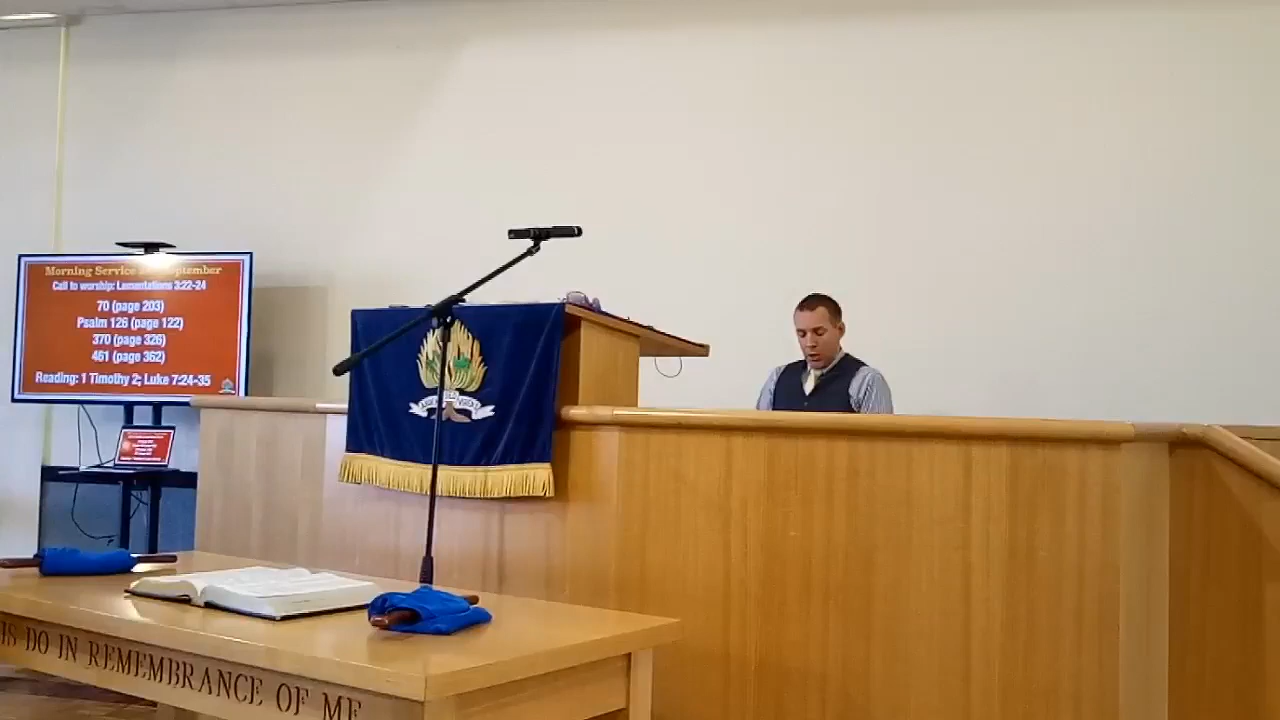 Morning Service September
Call to worship: Lamentations 3:22-24
70 (page 203)
Psalm 126 (page 122)
370 (page 326)
461 (page 362)
Reading: 1 Timothy 2; Luke 7:24-35
IS DO IN REMEMBRANCE OF ME